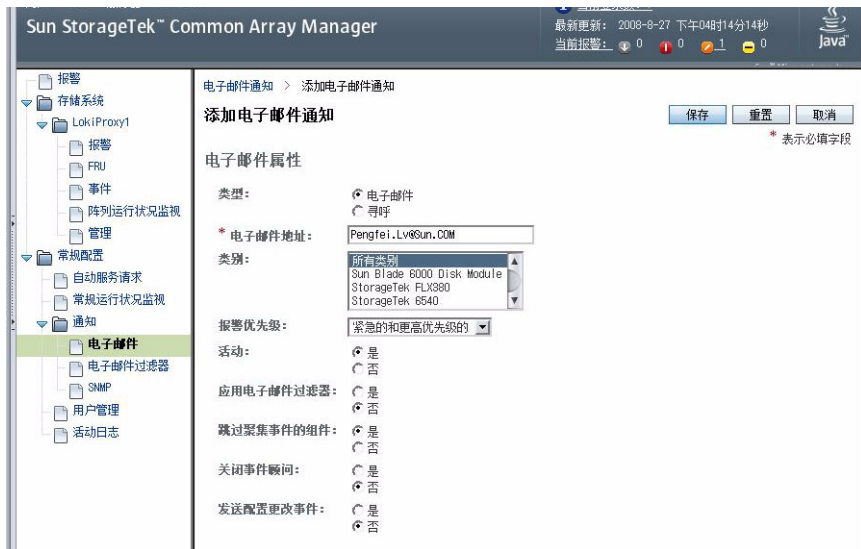 Sun StorageTek™ Common Array Manager
最新更新： 2008-8-27 下午04时14分14秒
当前报警： 0 0 1 0
Java
报警
存储系统
LokiProxy1
报警
FRU
事件
阵列运行状况监视
管理
常规配置
自动服务请求
常规运行状况监视
通知
电子邮件
电子邮件过滤器
SNMP
用户管理
活动日志
电子邮件通知 > 添加电子邮件通知
添加电子邮件通知
保存 重置 取消
* 表示必填字段
电子邮件属性
类型： 电子邮件
寻呼
* 电子邮件地址： Pengfei.Lv@Sun.COM
类别： 所有类别
Sun Blade 6000 Disk Module
StorageTek FLX380
StorageTek 6540
报警优先级： 紧急的和更高优先级的
活动： 是
否
应用电子邮件过滤器： 是
否
跳过聚集事件的组件： 是
否
关闭事件顾问： 是
否
发送配置更改事件： 是
否